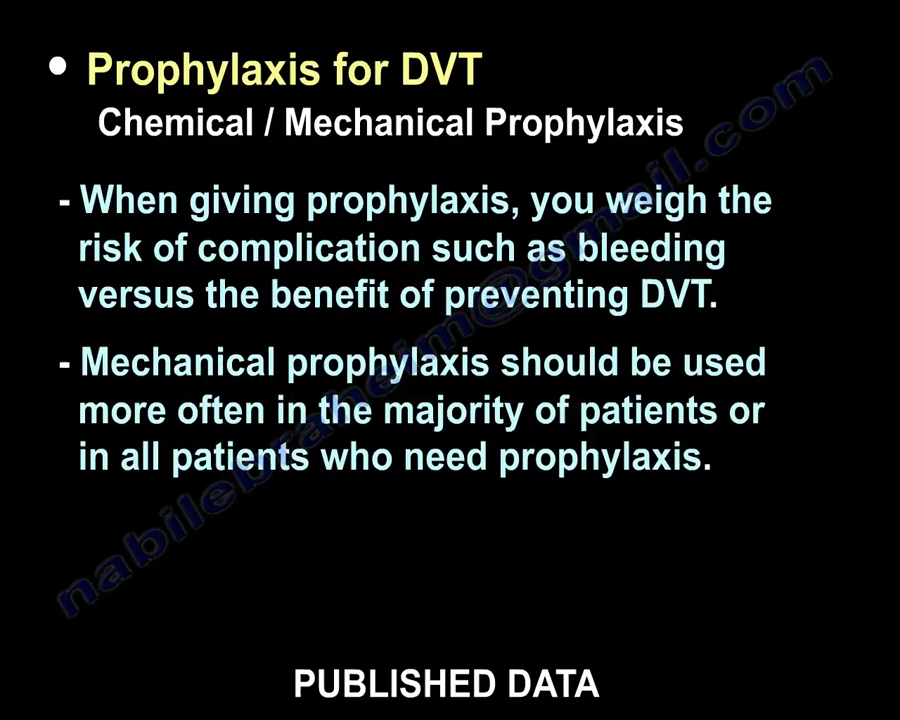 • Prophylaxis for DVT
Chemical / Mechanical Prophylaxis
- When giving prophylaxis, you weigh the
risk of complication such as bleeding
versus the benefit of preventing DVT.
- Mechanical prophylaxis should be used
more often in the majority of patients or
in all patients who need prophylaxis.
nabilebraheim@gmail.com
PUBLISHED DATA